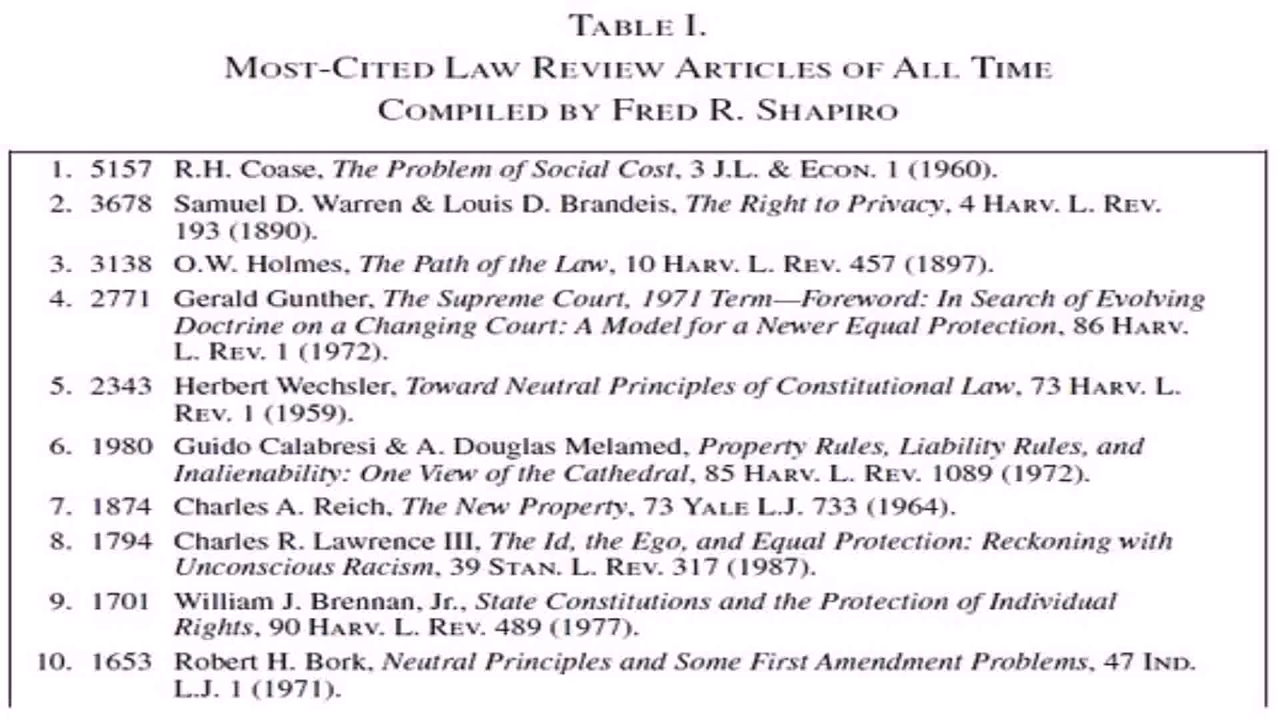 TABLE I.
MOST-CITED LAW REVIEW ARTICLES OF ALL TIME
COMPILED BY FRED R. SHAPIRO
1. 5157 R.H. Coase, The Problem of Social Cost, 3 J.L. & ECON. 1 (1960).
2. 3678 Samuel D. Warren & Louis D. Brandeis, The Right to Privacy, 4 HARV. L. REV.
193 (1890).
3. 3138 O.W. Holmes, The Path of the Law, 10 HARV. L. REV. 457 (1897).
4. 2771 Gerald Gunther, The Supreme Court, 1971 Term—Foreword: In Search of Evolving
Doctrine on a Changing Court: A Model for a Newer Equal Protection, 86 HARV.
L. REV. 1 (1972).
5. 2343 Herbert Wechsler, Toward Neutral Principles of Constitutional Law, 73 HARV. L.
REV. 1 (1959).
6. 1980 Guido Calabresi & A. Douglas Melamed, Property Rules, Liability Rules, and
Inalienability: One View of the Cathedral, 85 HARV. L. REV. 1089 (1972).
7. 1874 Charles A. Reich, The New Property, 73 YALE L.J. 733 (1964).
8. 1794 Charles R. Lawrence III, The Id, the Ego, and Equal Protection: Reckoning with
Unconscious Racism, 39 STAN. L. REV. 317 (1987).
9. 1701 William J. Brennan, Jr., State Constitutions and the Protection of Individual
Rights, 90 HARV. L. REV. 489 (1977).
10. 1653 Robert H. Bork, Neutral Principles and Some First Amendment Problems, 47 IND.
L.J. 1 (1971).